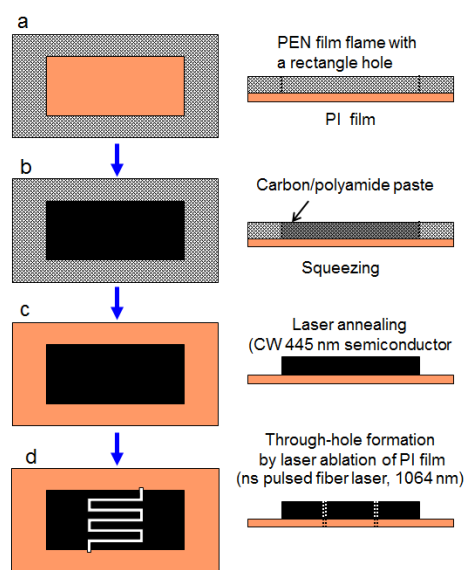 a
PEN film flame with
a rectangle hole
PI film
b
Carbon/polyamide paste
Squeezing
c
Laser annealing
(CW 445 nm semiconductor
d
Through-hole formation
by laser ablation of PI film
(ns pulsed fiber laser, 1064 nm)